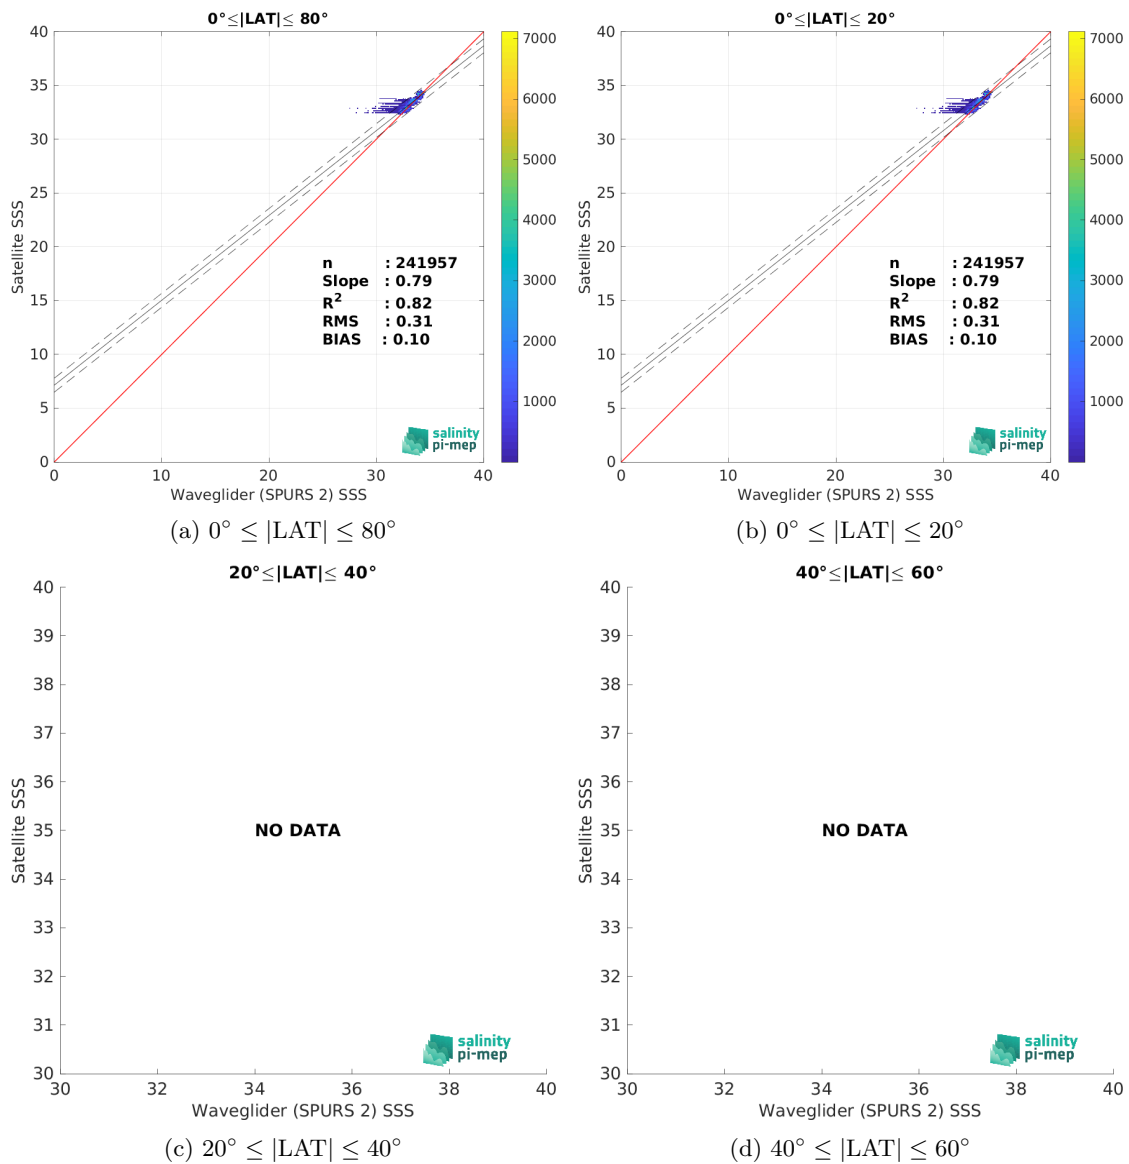 0°≤|LAT|≤ 80°
40
35
30
25
20
15
10
5
0
0
10
20
30
40
Satellite SSS
Waveglider (SPURS 2) SSS
n : 241957
Slope : 0.79
R² : 0.82
RMS : 0.31
BIAS : 0.10
salinity
pi-mep
7000
6000
5000
4000
3000
2000
1000
(a) 0° ≤ |LAT| ≤ 80°
0°≤|LAT|≤ 20°
40
35
30
25
20
15
10
5
0
0
10
20
30
40
Satellite SSS
Waveglider (SPURS 2) SSS
n : 241957
Slope : 0.79
R² : 0.82
RMS : 0.31
BIAS : 0.10
salinity
pi-mep
7000
6000
5000
4000
3000
2000
1000
(b) 0° ≤ |LAT| ≤ 20°
20°≤|LAT|≤ 40°
40
39
38
37
36
35
34
33
32
31
30
30
32
34
36
38
40
Satellite SSS
NO DATA
salinity
pi-mep
Waveglider (SPURS 2) SSS
(c) 20° ≤ |LAT| ≤ 40°
40°≤|LAT|≤ 60°
40
39
38
37
36
35
34
33
32
31
30
30
32
34
36
38
40
Satellite SSS
NO DATA
salinity
pi-mep
Waveglider (SPURS 2) SSS
(d) 40° ≤ |LAT| ≤ 60°